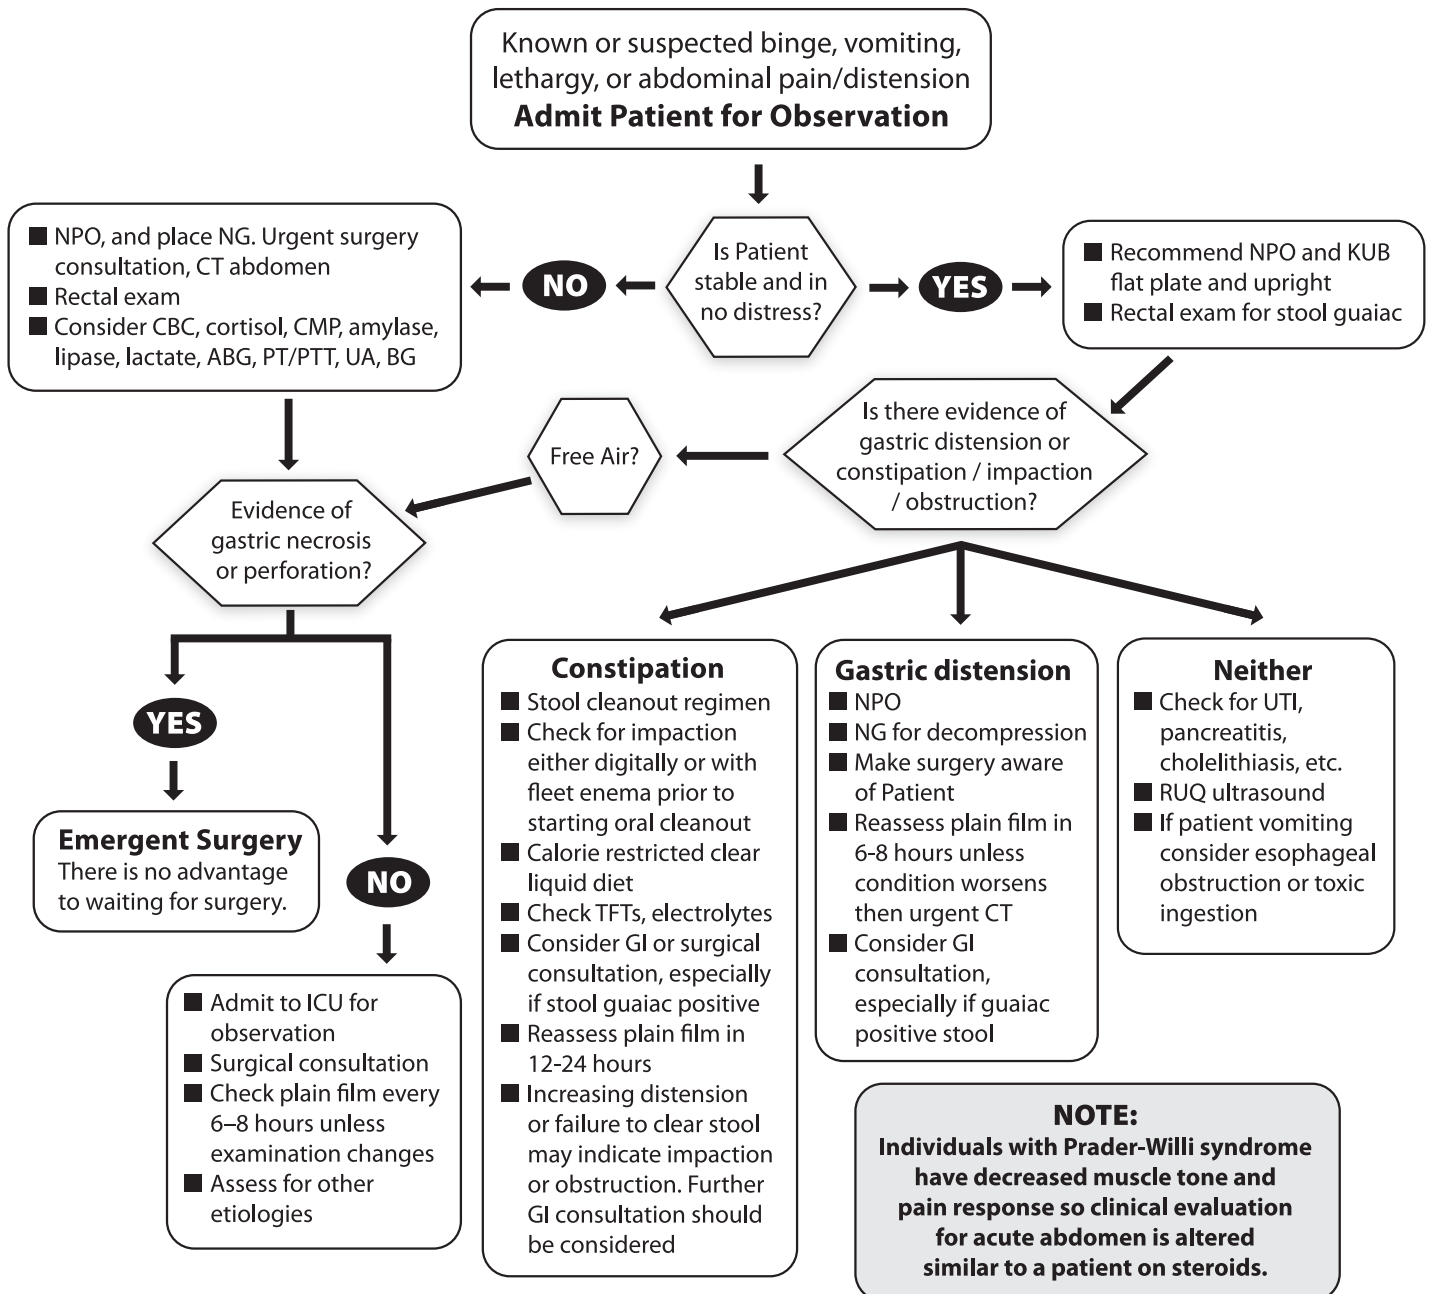 Known or suspected binge, vomiting,
lethargy, or abdominal pain/distension
Admit Patient for Observation
Is Patient
stable and in
no distress?
NO
YES
■ NPO, and place NG. Urgent surgery
consultation, CT abdomen
■ Rectal exam
■ Consider CBC, cortisol, CMP, amylase,
lipase, lactate, ABG, PT/PTT, UA, BG
■ Recommend NPO and KUB
flat plate and upright
■ Rectal exam for stool guaiac
Is there evidence of
gastric distension or
constipation / impaction
/ obstruction?
Free Air?
Evidence of
gastric necrosis
or perforation?
YES
Emergent Surgery
There is no advantage
to waiting for surgery.
NO
■ Admit to ICU for
observation
■ Surgical consultation
■ Check plain film every
6–8 hours unless
examination changes
■ Assess for other
etiologies
Constipation
■ Stool cleanout regimen
■ Check for impaction
either digitally or with
fleet enema prior to
starting oral cleanout
■ Calorie restricted clear
liquid diet
■ Check TFTs, electrolytes
■ Consider GI or surgical
consultation, especially
if stool guaiac positive
■ Reassess plain film in
12-24 hours
■ Increasing distension
or failure to clear stool
may indicate impaction
or obstruction. Further
GI consultation should
be considered
Gastric distension
■ NPO
■ NG for decompression
■ Make surgery aware
of Patient
■ Reassess plain film in
6-8 hours unless
condition worsens
then urgent CT
■ Consider GI
consultation,
especially if guaiac
positive stool
Neither
■ Check for UTI,
pancreatitis,
cholelithiasis, etc.
■ RUQ ultrasound
■ If patient vomiting
consider esophageal
obstruction or toxic
ingestion
NOTE:
Individuals with Prader-Willi syndrome
have decreased muscle tone and
pain response so clinical evaluation
for acute abdomen is altered
similar to a patient on steroids.